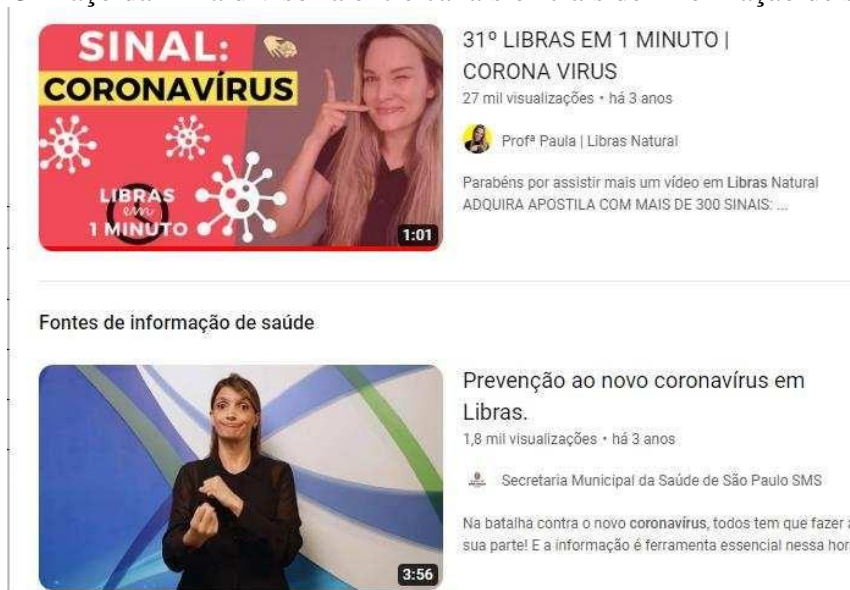 SINAL:
CORONAVÍRUS
LIBRAS
em
1 MINUTO
1:01
31º LIBRAS EM 1 MINUTO |
CORONA VIRUS
27 mil visualizações • há 3 anos
Profª Paula | Libras Natural
Parabéns por assistir mais um vídeo em Libras Natural
ADQUIRA APOSTILA COM MAIS DE 300 SINAIS: ...
Fontes de informação de saúde
3:56
Prevenção ao novo coronavírus em
Libras.
1,8 mil visualizações • há 3 anos
Secretaria Municipal da Saúde de São Paulo SMS
Na batalha contra o novo coronavírus, todos tem que fazer a
sua parte! E a informação é ferramenta essencial nessa